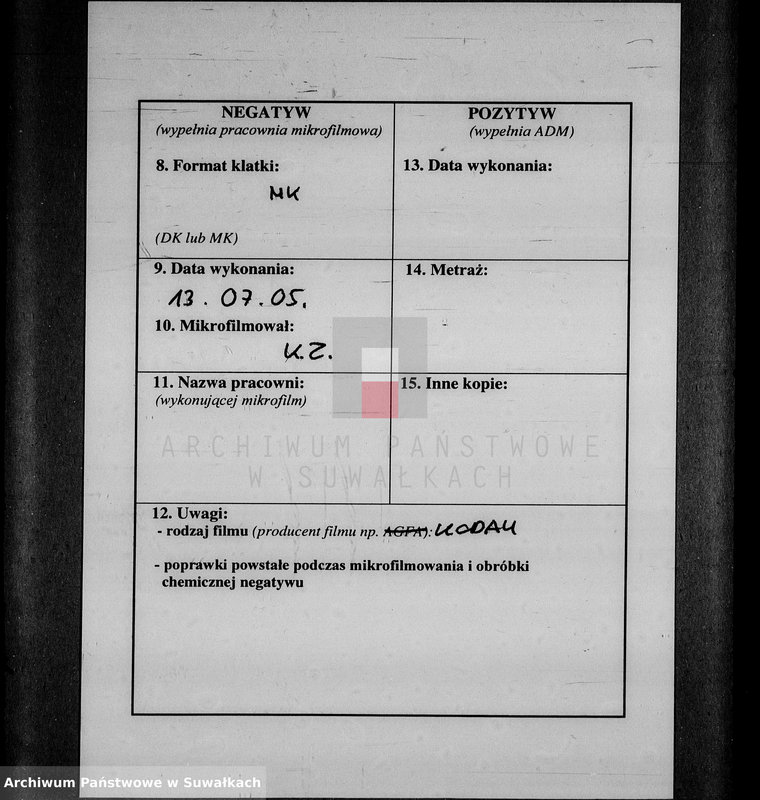 NEGATYW
(wypełnia pracownia mikrofilmowa)
8. Format klatki:
MK
(DK lub MK)
9. Data wykonania:
13. 07. 05.
10. Mikrofilmował:
K. Z.
11. Nazwa pracowni:
(wykonującej mikrofilm)
POZYTYW
(wypełnia ADM)
13. Data wykonania:
14. Metraż:
15. Inne kopie:
12. Uwagi:
- rodzaj filmu (producent filmu np. AGFA): KODAK
- poprawki powstałe podczas mikrofilmowania i obróbki
chemicznej negatywu
ARCHIWUM PAŃSTWOWE
W SUWAŁKACH
Archiwum Państwowe w Suwałkach